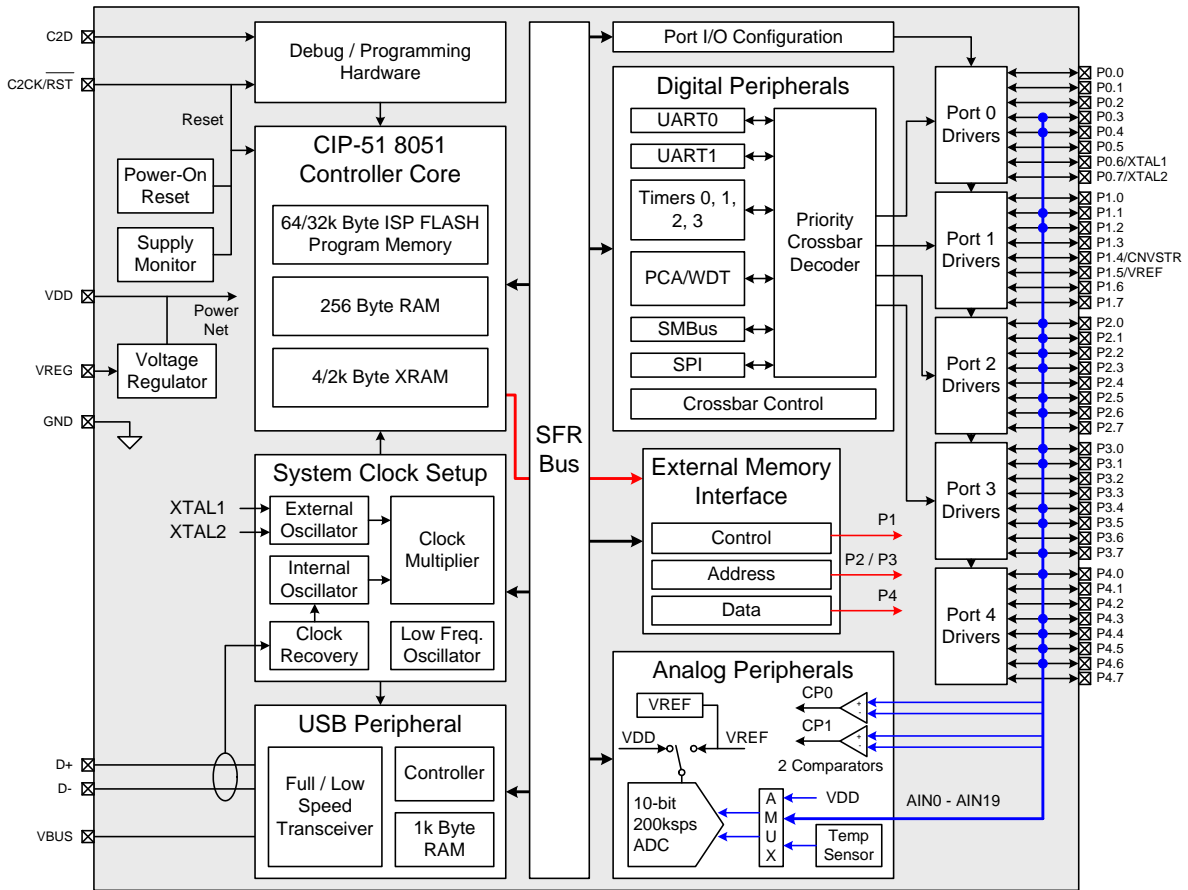 C2D
C2CK/RST
Debug / Programming
Hardware
Reset
Power-On
Reset
Supply
Monitor
CIP-51 8051
Controller Core
64/32k Byte ISP FLASH
Program Memory
256 Byte RAM
4/2k Byte XRAM
VDD
Power
Net
VREG
Voltage
Regulator
GND
System Clock Setup
XTAL1
XTAL2
External
Oscillator
Internal
Oscillator
Clock
Multiplier
Clock
Recovery
Low Freq.
Oscillator
USB Peripheral
D+
D-
VBUS
Full / Low
Speed
Transceiver
Controller
1k Byte
RAM
SFR
Bus
Port I/O Configuration
Digital Peripherals
UART0
UART1
Timers 0, 1,
2, 3
PCA/WDT
SMBus
SPI
Priority
Crossbar
Decoder
Crossbar Control
External Memory
Interface
Control
Address
Data
P1
P2 / P3
P4
Analog Peripherals
VREF
VDD
VREF
CP0
+
-
CP1
+
-
2 Comparators
10-bit
200ksps
ADC
A
M
U
X
VDD
Temp
Sensor
AIN0 - AIN19
Port 0
Drivers
Port 1
Drivers
Port 2
Drivers
Port 3
Drivers
Port 4
Drivers
P0.0
P0.1
P0.2
P0.3
P0.4
P0.5
P0.6/XTAL1
P0.7/XTAL2
P1.0
P1.1
P1.2
P1.3
P1.4/CNVSTR
P1.5/VREF
P1.6
P1.7
P2.0
P2.1
P2.2
P2.3
P2.4
P2.5
P2.6
P2.7
P3.0
P3.1
P3.2
P3.3
P3.4
P3.5
P3.6
P3.7
P4.0
P4.1
P4.2
P4.3
P4.4
P4.5
P4.6
P4.7